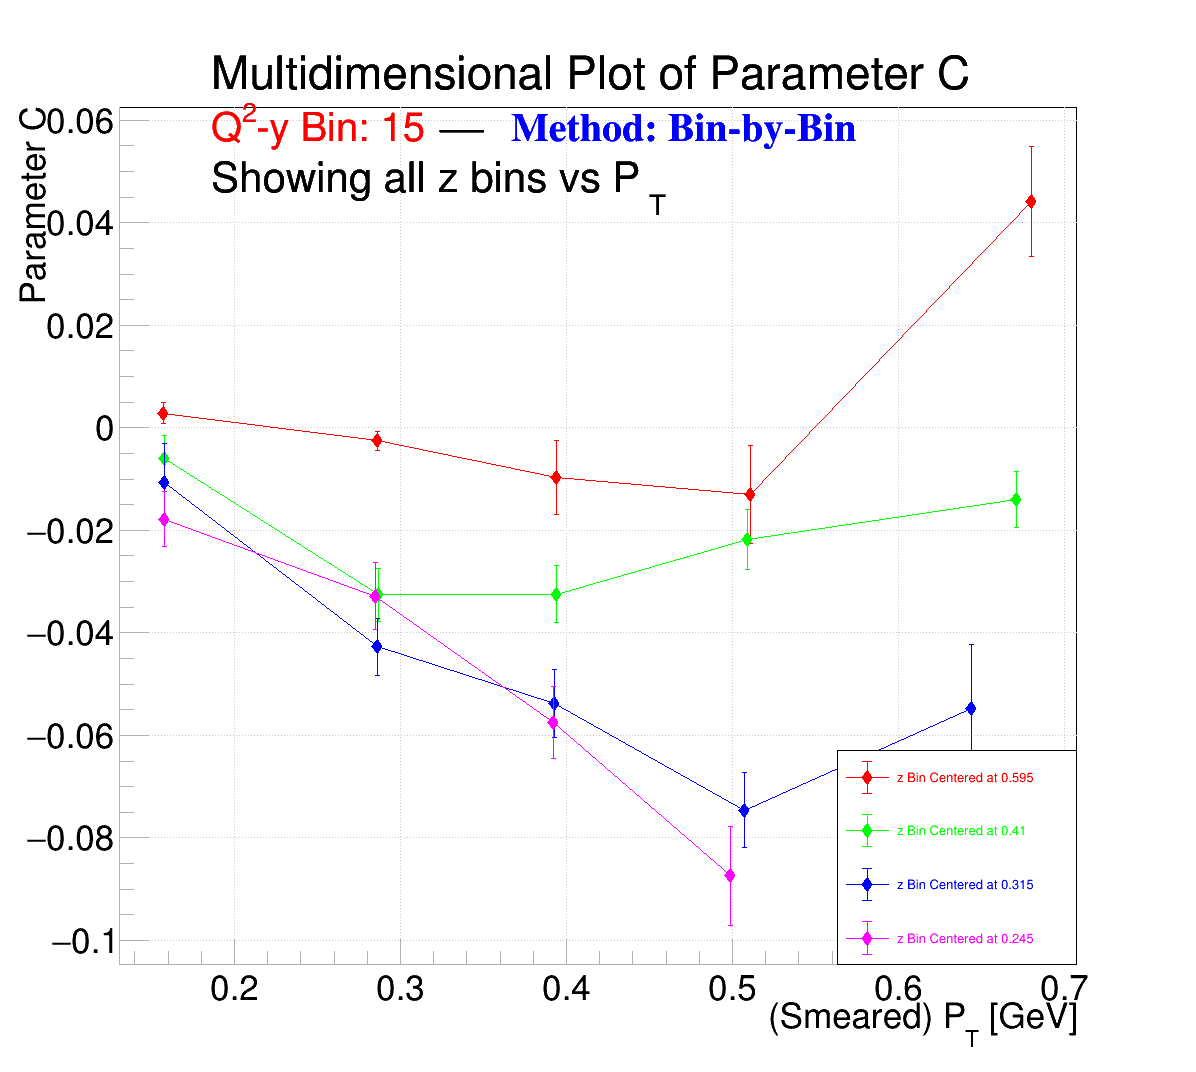 Multidimensional Plot of Parameter C
Q²-y Bin: 15 — Method: Bin-by-Bin
Showing all z bins vs P_T
Parameter C
0.06
0.04
0.02
0
−0.02
−0.04
−0.06
−0.08
−0.1
z Bin Centered at 0.595
z Bin Centered at 0.41
z Bin Centered at 0.315
z Bin Centered at 0.245
0.2 0.3 0.4 0.5 0.6 0.7
(Smeared) P_T [GeV]